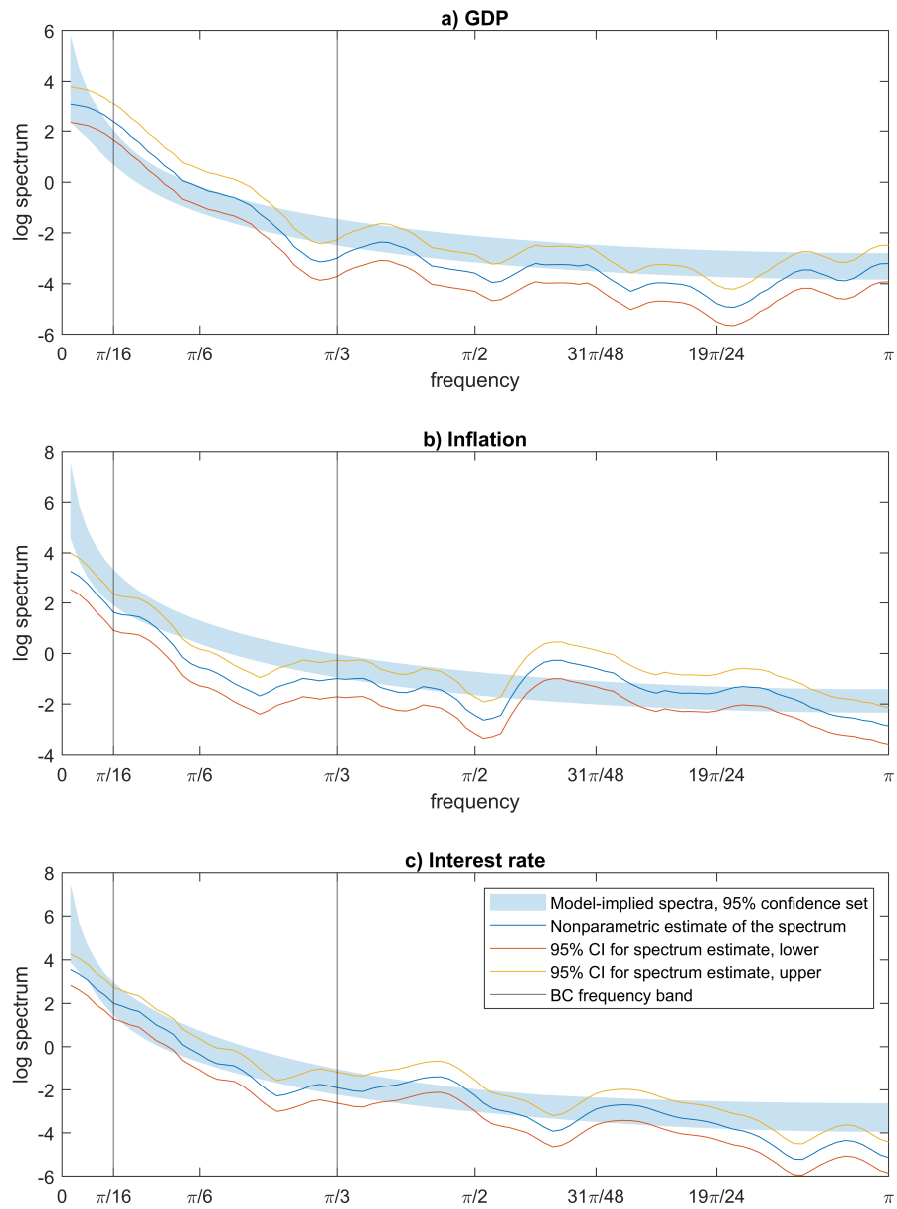 a) GDP
log spectrum
6
4
2
0
-2
-4
-6
0 π/16 π/6 π/3 π/2 31π/48 19π/24 π
frequency
b) Inflation
log spectrum
8
6
4
2
0
-2
-4
0 π/16 π/6 π/3 π/2 31π/48 19π/24 π
frequency
c) Interest rate
log spectrum
8
6
4
2
0
-2
-4
-6
Model-implied spectra, 95% confidence set
Nonparametric estimate of the spectrum
95% CI for spectrum estimate, lower
95% CI for spectrum estimate, upper
BC frequency band
0 π/16 π/6 π/3 π/2 31π/48 19π/24 π